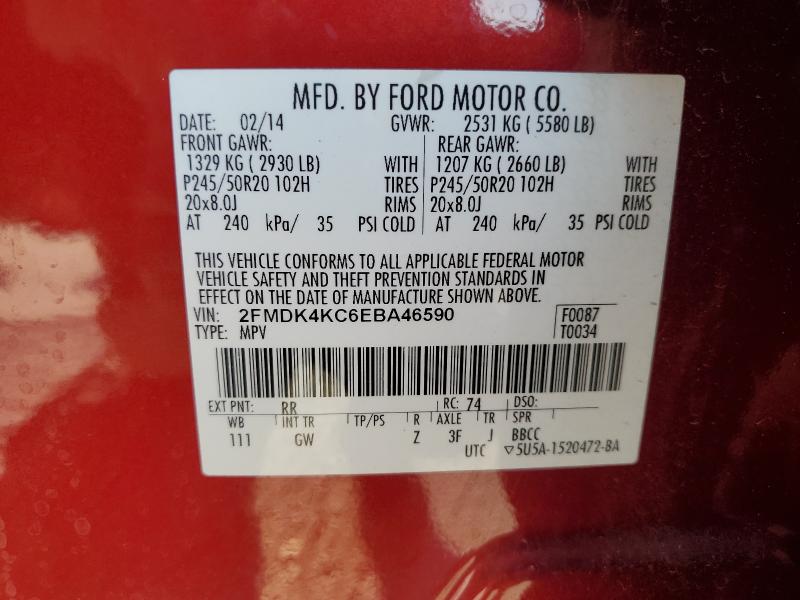 MFD. BY FORD MOTOR CO.
DATE: 02/14 GVWR: 2531 KG ( 5580 LB)
FRONT GAWR: REAR GAWR:
1329 KG ( 2930 LB) WITH 1207 KG ( 2660 LB) WITH
P245/50R20 102H TIRES P245/50R20 102H TIRES
20x8.0J RIMS 20x8.0J RIMS
AT 240 kPa/ 35 PSI COLD AT 240 kPa/ 35 PSI COLD
THIS VEHICLE CONFORMS TO ALL APPLICABLE FEDERAL MOTOR
VEHICLE SAFETY AND THEFT PREVENTION STANDARDS IN
EFFECT ON THE DATE OF MANUFACTURE SHOWN ABOVE.
VIN: 2FMDK4KC6EBA46590 F0087
TYPE: MPV T0034
EXT PNT: RR RC: 74 DSO:
WB INT TR TP/PS R AXLE TR SPR
111 GW Z 3F J BBCC
UTC ▽5U5A-1520472-BA